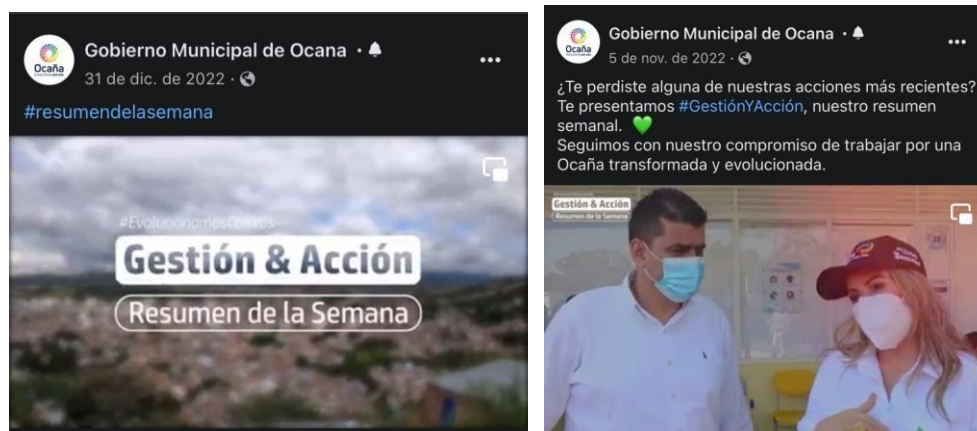 Gobierno Municipal de Ocana
31 de dic. de 2022
#resumendelasemana
Ocaña
#EvolucionamosConUs
Gestión & Acción
Resumen de la Semana
Gobierno Municipal de Ocana
5 de nov. de 2022
Ocaña
¿Te perdiste alguna de nuestras acciones más recientes?
Te presentamos #GestiónYAcción, nuestro resumen
semanal. 💚
Seguimos con nuestro compromiso de trabajar por una
Ocaña transformada y evolucionada.
Gestión & Acción
Resumen de la Semana